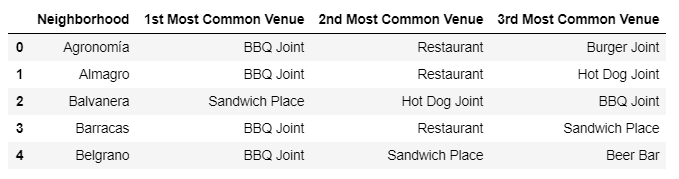 Neighborhood 1st Most Common Venue 2nd Most Common Venue 3rd Most Common Venue
0 Agronomía BBQ Joint Restaurant Burger Joint
1 Almagro BBQ Joint Restaurant Hot Dog Joint
2 Balvanera Sandwich Place Hot Dog Joint BBQ Joint
3 Barracas BBQ Joint Restaurant Sandwich Place
4 Belgrano BBQ Joint Sandwich Place Beer Bar